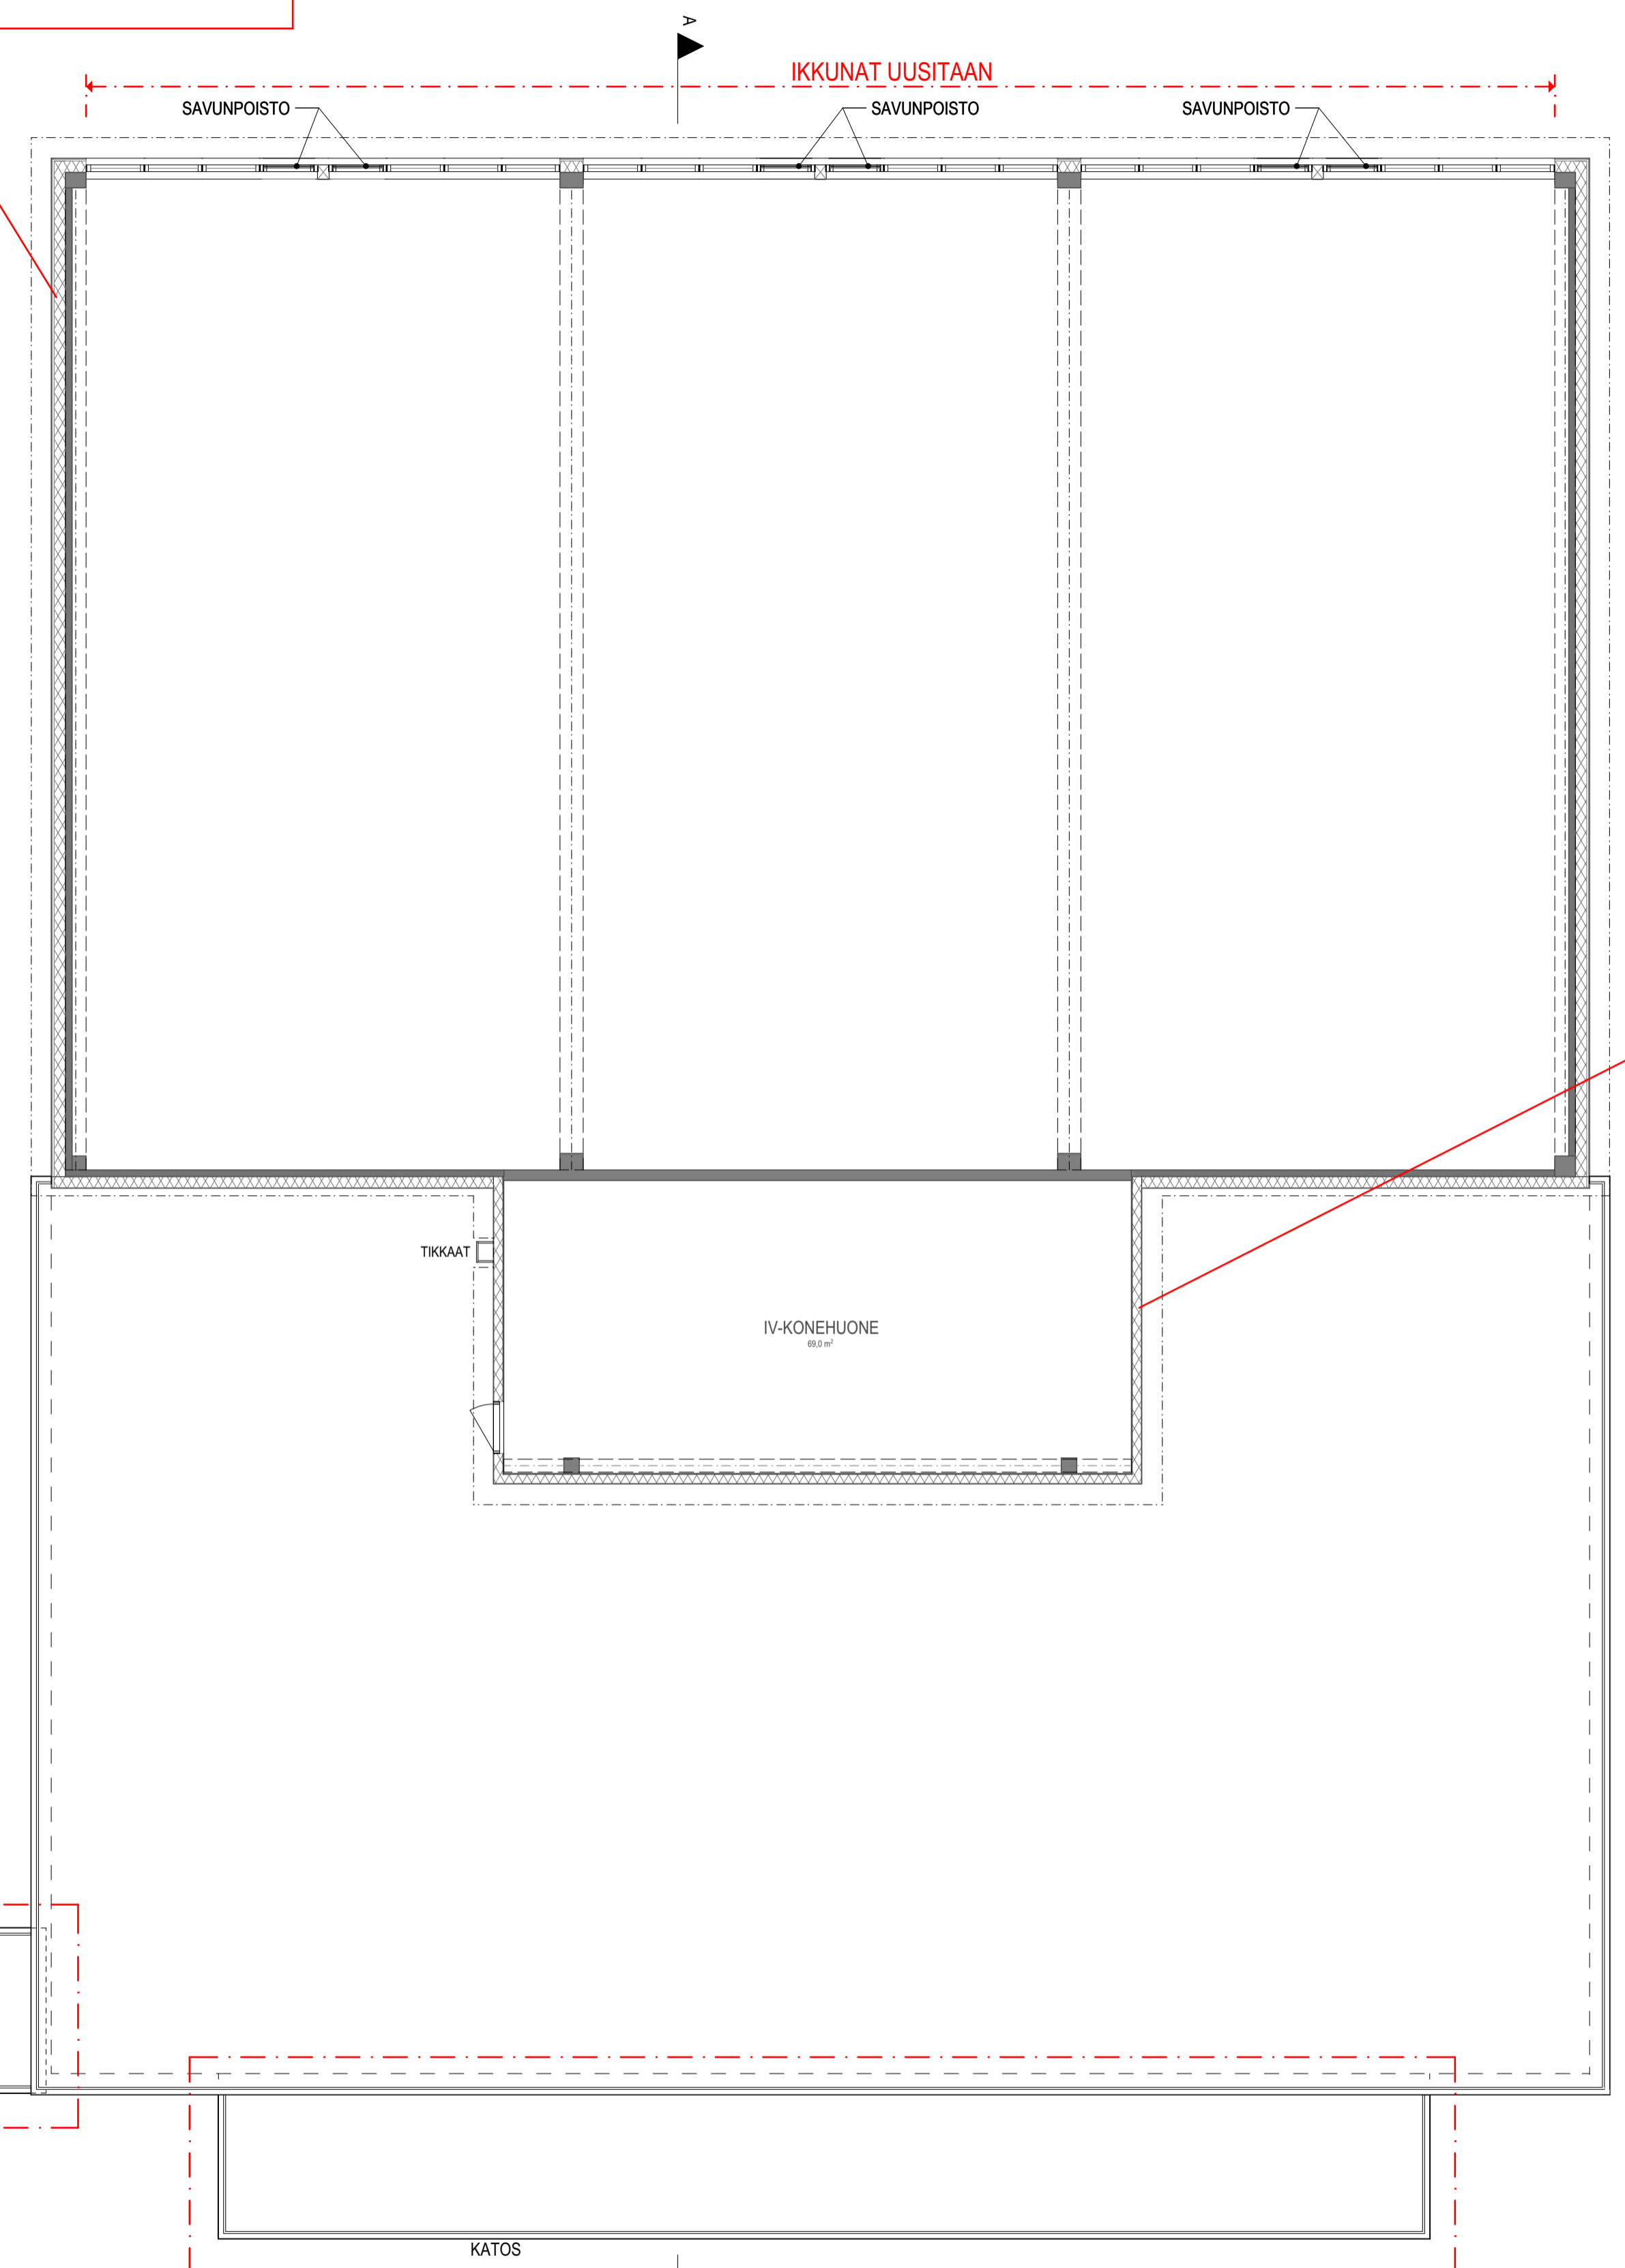 A
IKKUNAT UUSITAAN
SAVUNPOISTO
SAVUNPOISTO
SAVUNPOISTO
TIKKAAT
IV-KONEHUONE
69,0 m²
KATOS